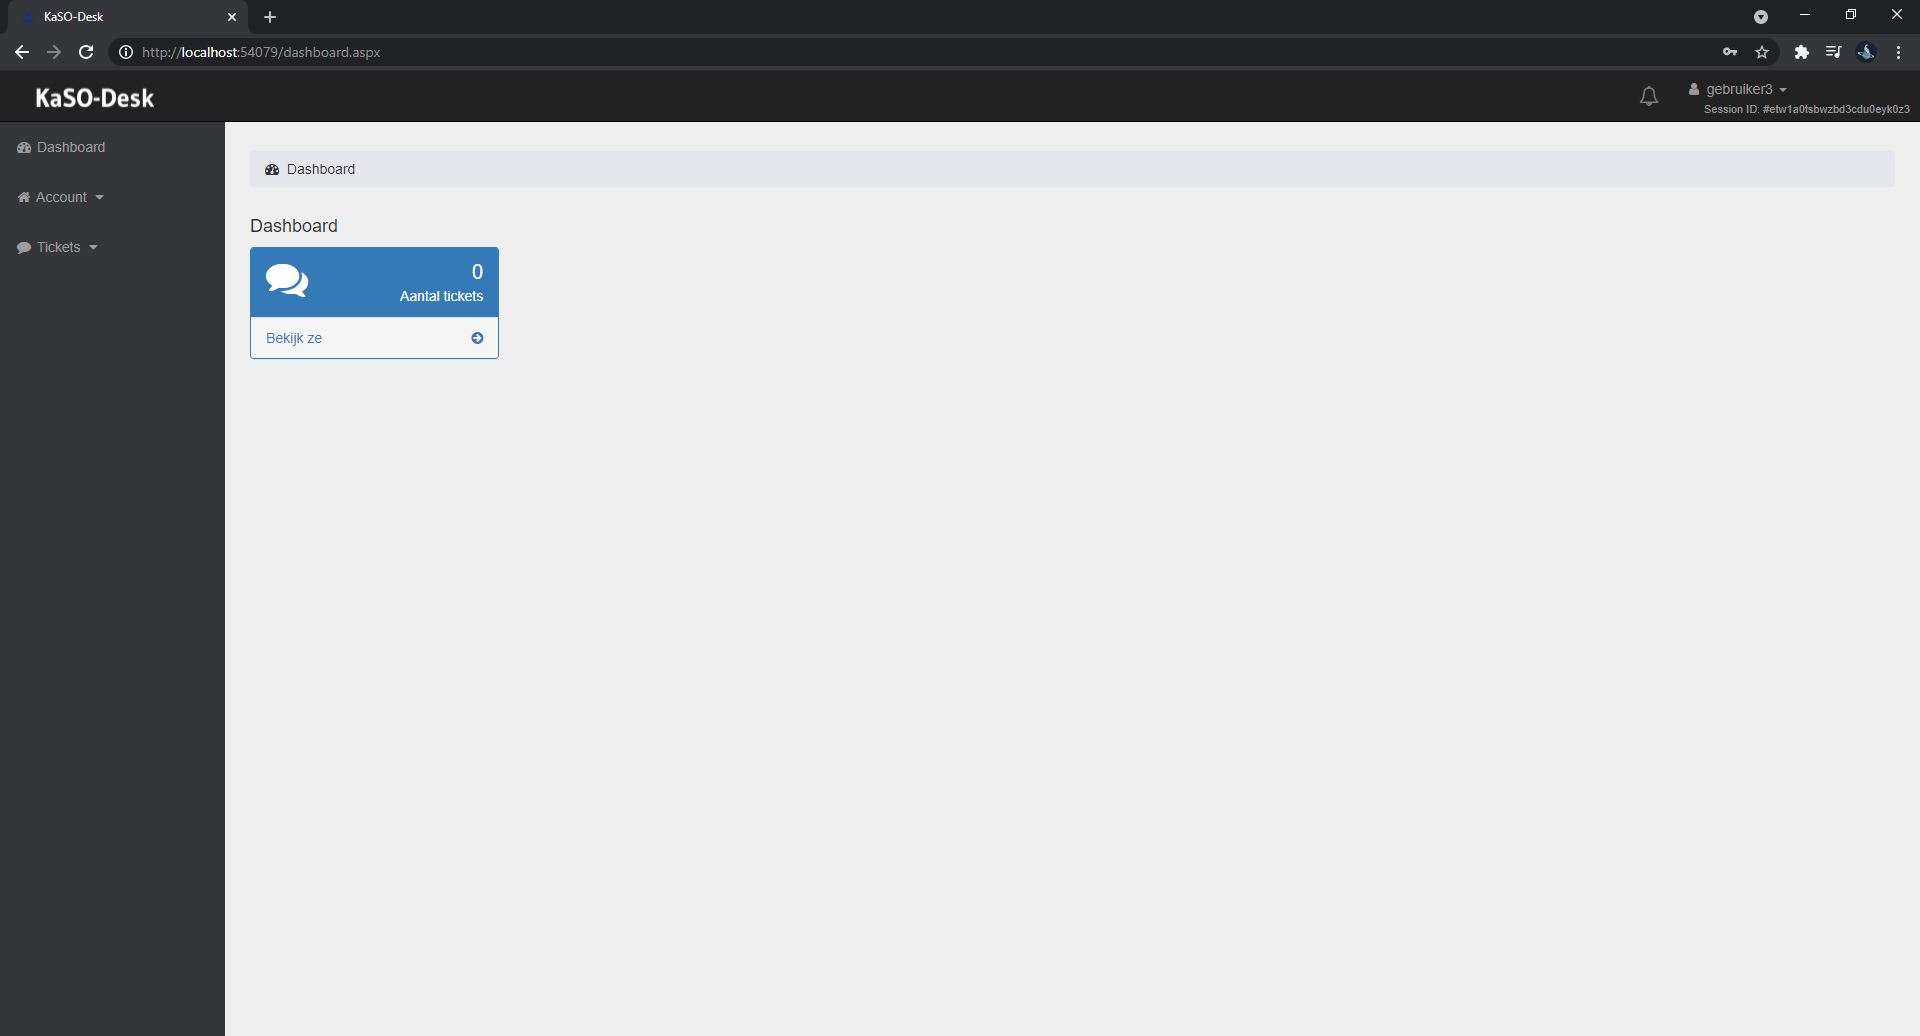 KaSO-Desk
http://localhost:54079/dashboard.aspx
KaSO-Desk
gebruiker3
Session ID: #etw1a0tsbwzbd3cdu0eyk0z3
Dashboard
Account
Tickets
Dashboard
Dashboard
0
Aantal tickets
Bekijk ze